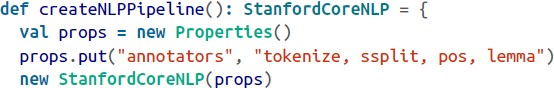 def createNLPPipeline(): StanfordCoreNLP = {
  val props = new Properties()
  props.put("annotators", "tokenize, ssplit, pos, lemma")
  new StanfordCoreNLP(props)